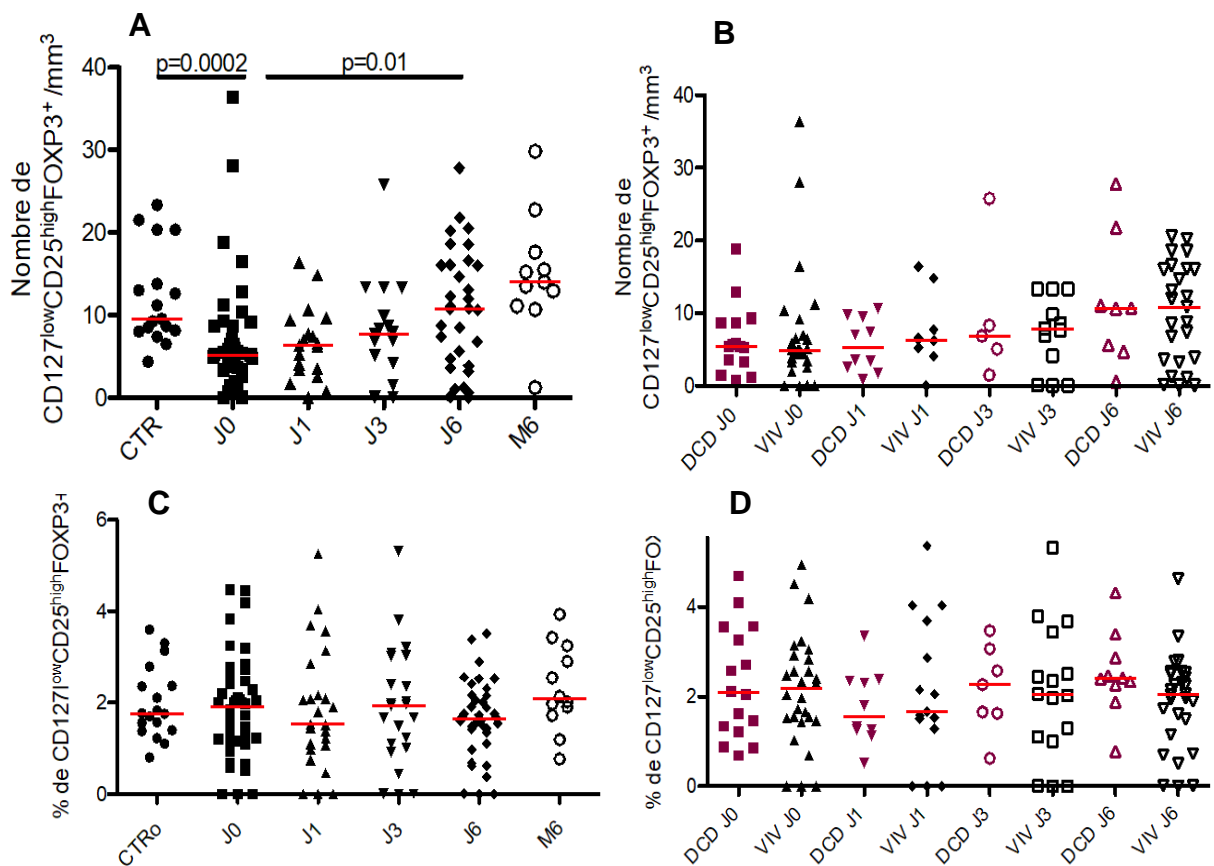 A
p=0.0002 p=0.01
Nombre de
CD127lowCD25highFOXP3+ /mm3
40
30
20
10
0
CTR J0 J1 J3 J6 M6
B
Nombre de
CD127lowCD25highFOXP3+ /mm3
40
30
20
10
0
DCD J0 VIV J0 DCD J1 VIV J1 DCD J3 VIV J3 DCD J6 VIV J6
C
% de CD127lowCD25highFOXP3+
6
4
2
0
CTRo J0 J1 J3 J6 M6
D
% de CD127lowCD25highFO
4
2
0
DCD J0 VIV J0 DCD J1 VIV J1 DCD J3 VIV J3 DCD J6 VIV J6